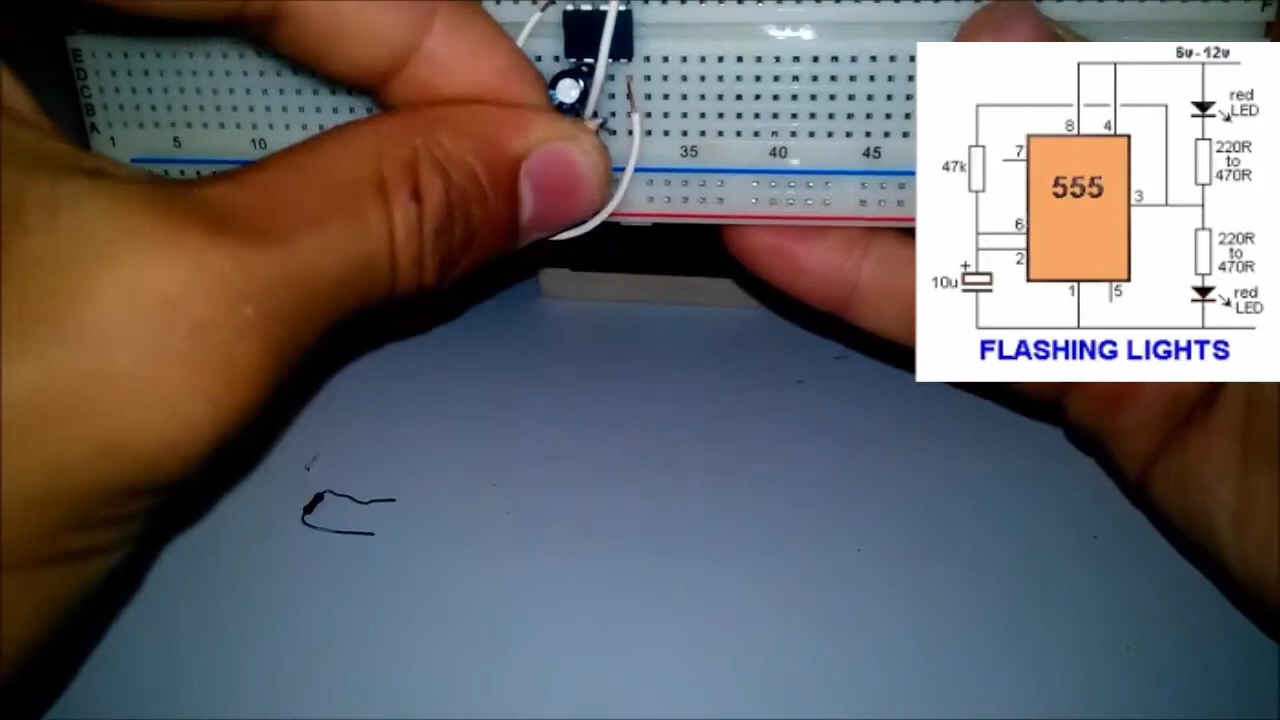 F
E
D
C
B
A
1
5
10
35
40
45
6v-12v
red
LED
8
4
220R
to
470R
47k
7
555
3
6
220R
to
470R
2
10u
+
red
LED
1
5
FLASHING LIGHTS